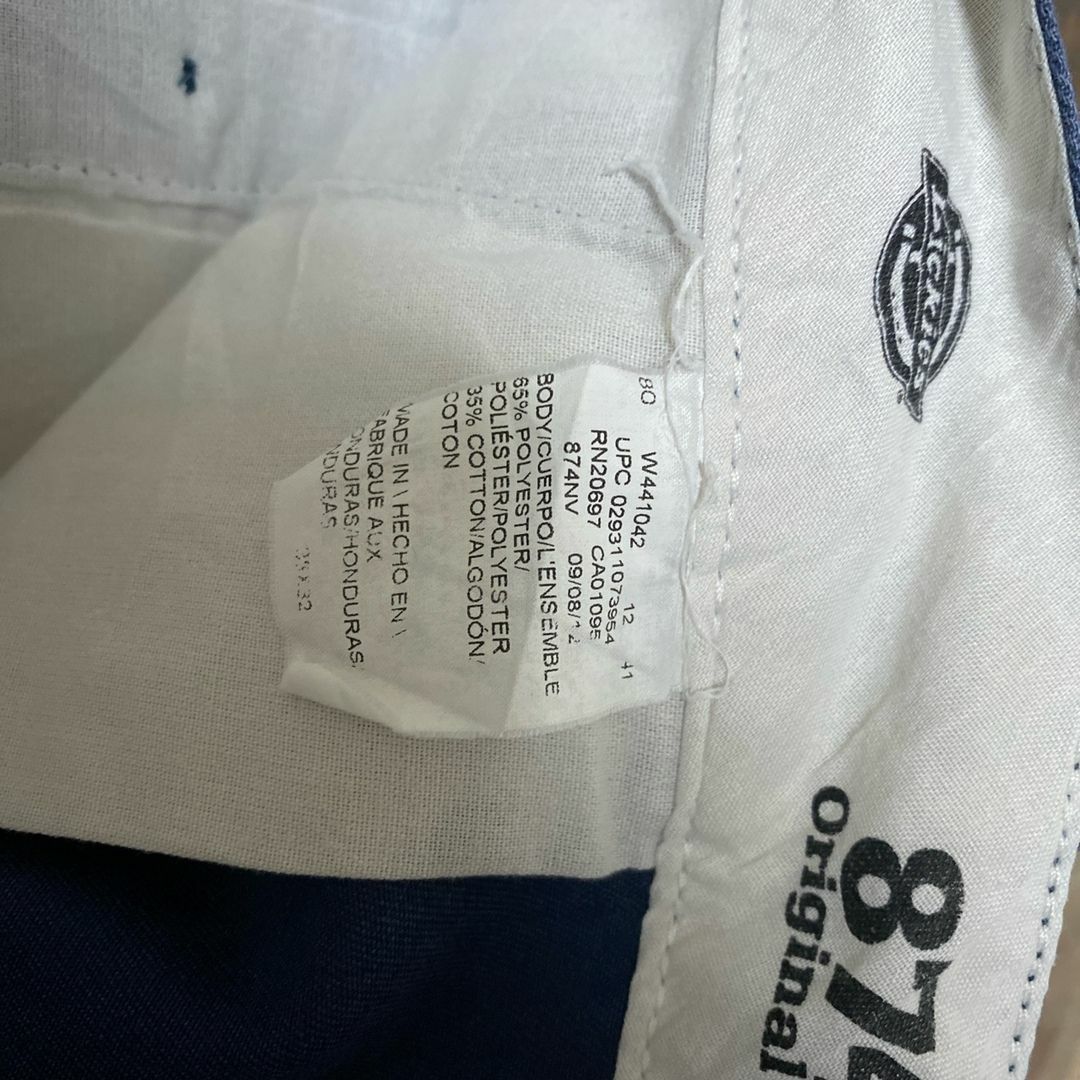 DICKIES
874
original
80 W441042 12 41
UPC 029311073954
RN20697 CA01095
874NV 09/08/12
BODY/CUERPO/L'ENSEMBLE
65% POLYESTER/
POLIÉSTER/POLYESTER
35% COTTON/ALGODÓN/
COTON
MADE IN \ HECHO EN \
FABRIQUE AUX
HONDURAS/HONDURAS/
HONDURAS